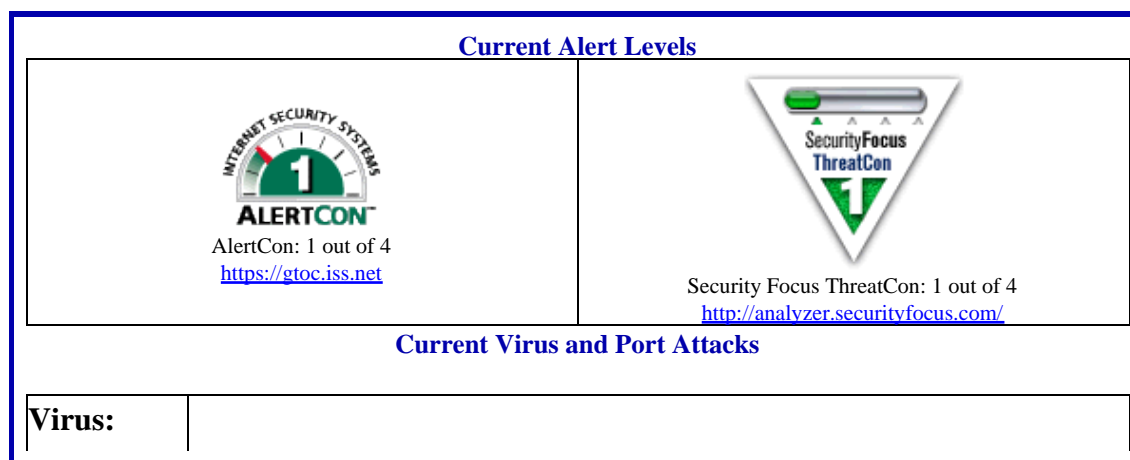 Current Alert Levels
INTERNET SECURITY SYSTEMS
1
ALERTCON™
AlertCon: 1 out of 4
https://gtoc.iss.net
SecurityFocus
ThreatCon
1
Security Focus ThreatCon: 1 out of 4
http://analyzer.securityfocus.com/
Current Virus and Port Attacks
Virus: